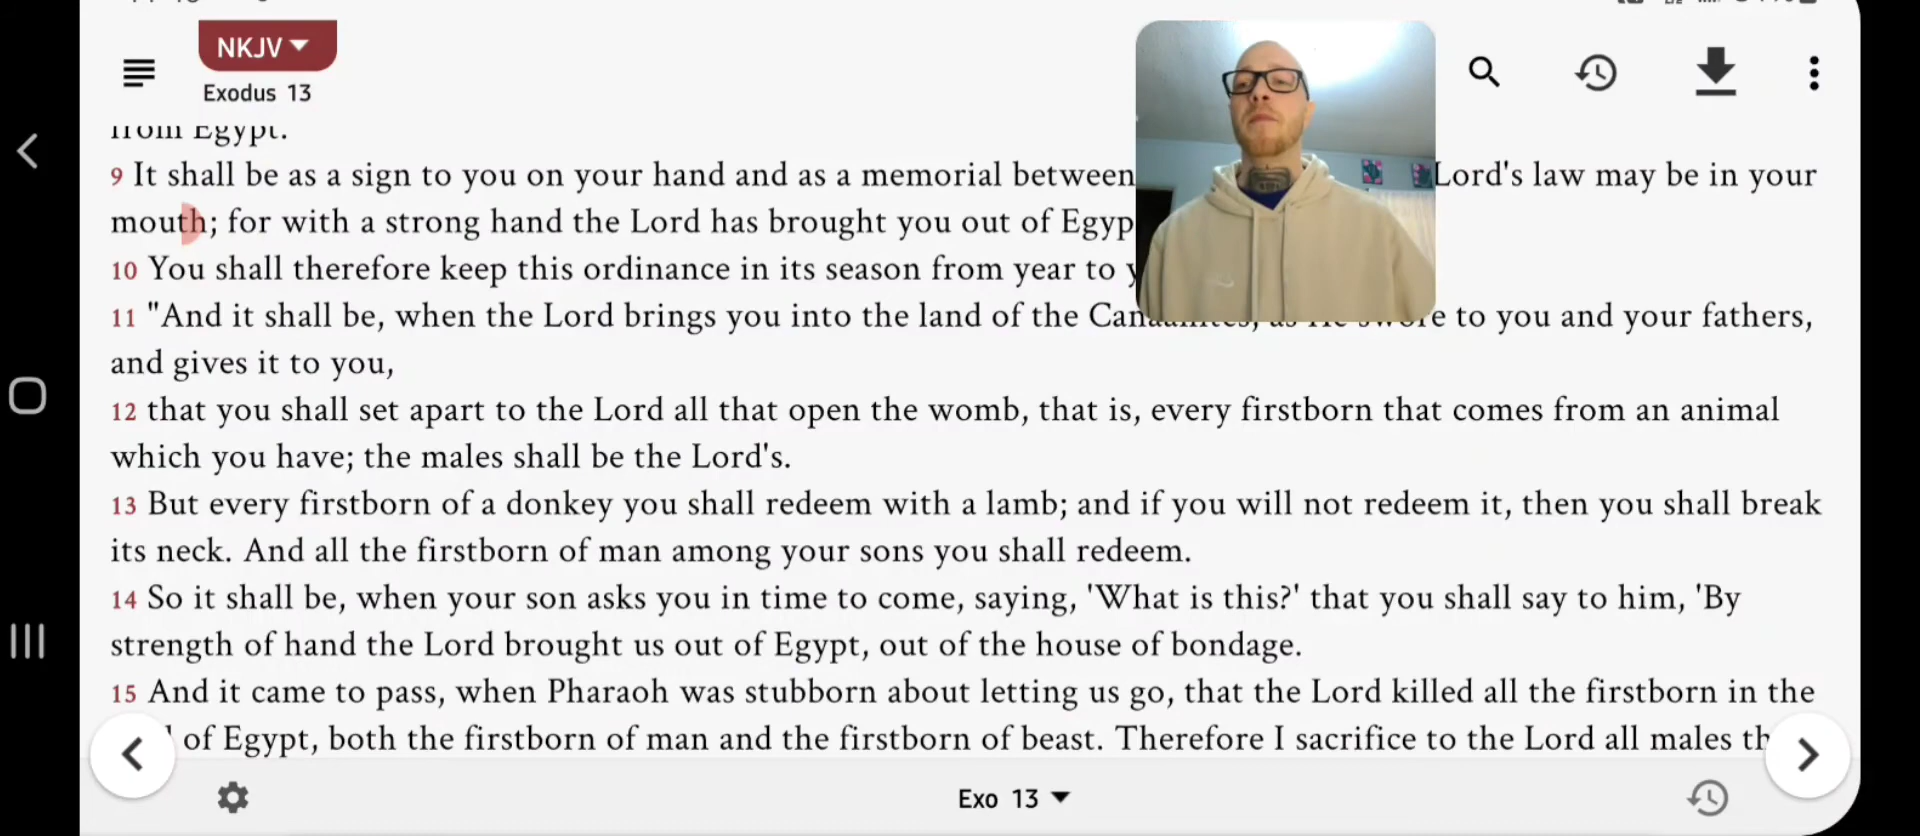 NKJV
Exodus 13
from Egypt.
9 It shall be as a sign to you on your hand and as a memorial between Lord's law may be in your
mouth; for with a strong hand the Lord has brought you out of
10 You shall therefore keep this ordinance in its season from year to
11 "And it shall be, when the Lord brings you into the land of the Canaanites, as He swore to you and your fathers,
and gives it to you,
12 that you shall set apart to the Lord all that open the womb, that is, every firstborn that comes from an animal
which you have; the males shall be the Lord's.
13 But every firstborn of a donkey you shall redeem with a lamb; and if you will not redeem it, then you shall break
its neck. And all the firstborn of man among your sons you shall redeem.
14 So it shall be, when your son asks you in time to come, saying, 'What is this?' that you shall say to him, 'By
strength of hand the Lord brought us out of Egypt, out of the house of bondage.
15 And it came to pass, when Pharaoh was stubborn about letting us go, that the Lord killed all the firstborn in the
of Egypt, both the firstborn of man and the firstborn of beast. Therefore I sacrifice to the Lord all males
Exo 13